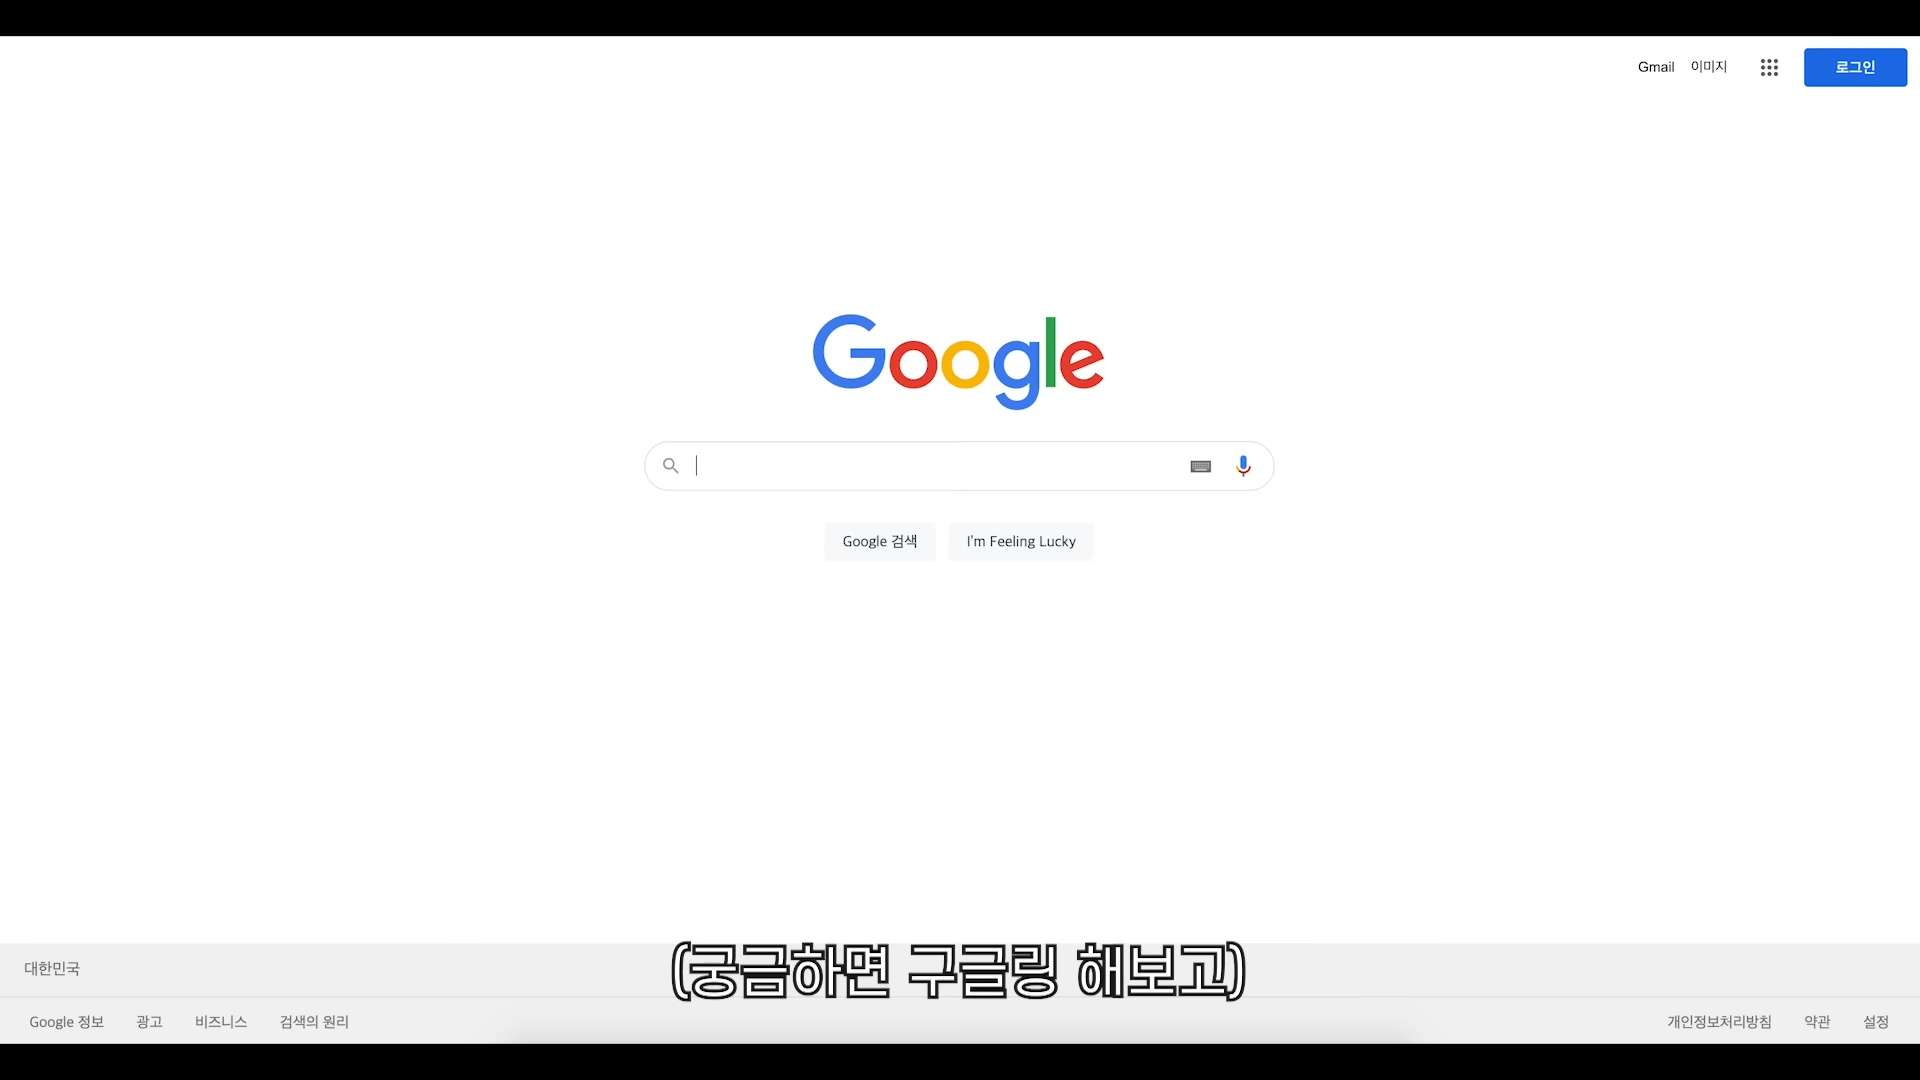 Gmail 이미지 로그인
Google
Google 검색 I'm Feeling Lucky
(궁금하면 구글링 해보고)
대한민국
Google 정보 광고 비즈니스 검색의 원리 개인정보처리방침 약관 설정